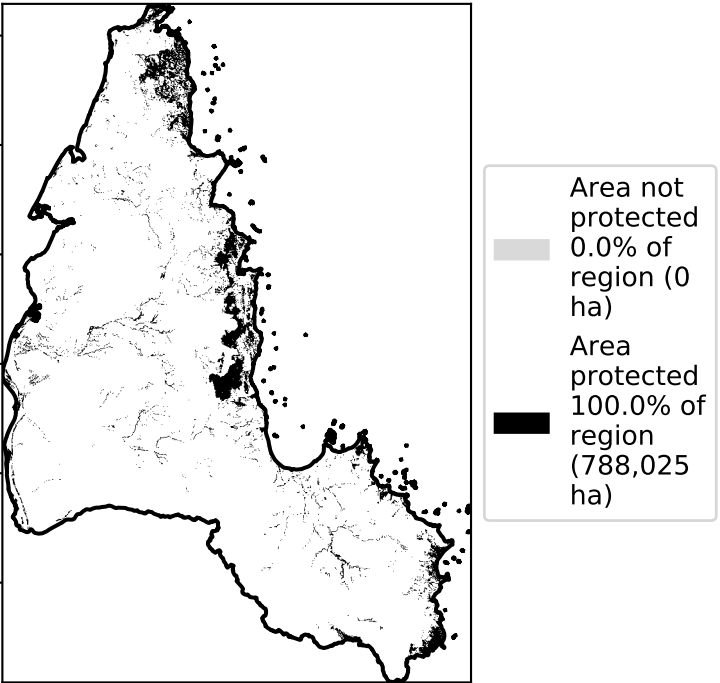 Area not
protected
0.0% of
region (0
ha)
Area
protected
100.0% of
region
(788,025
ha)